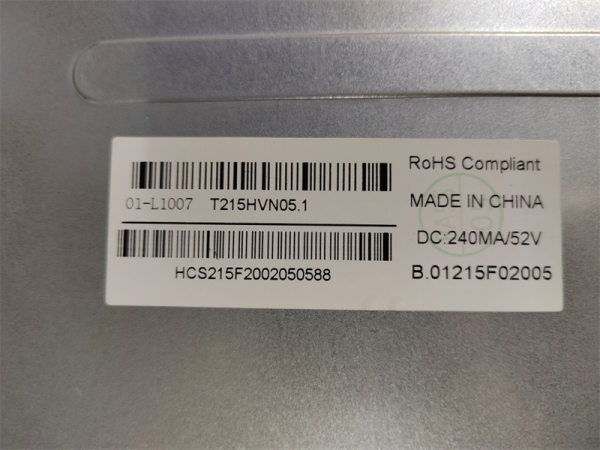 01-L1007 T215HVN05.1
HCS215F2002050588
RoHS Compliant
MADE IN CHINA
DC:240MA/52V
B.01215F02005